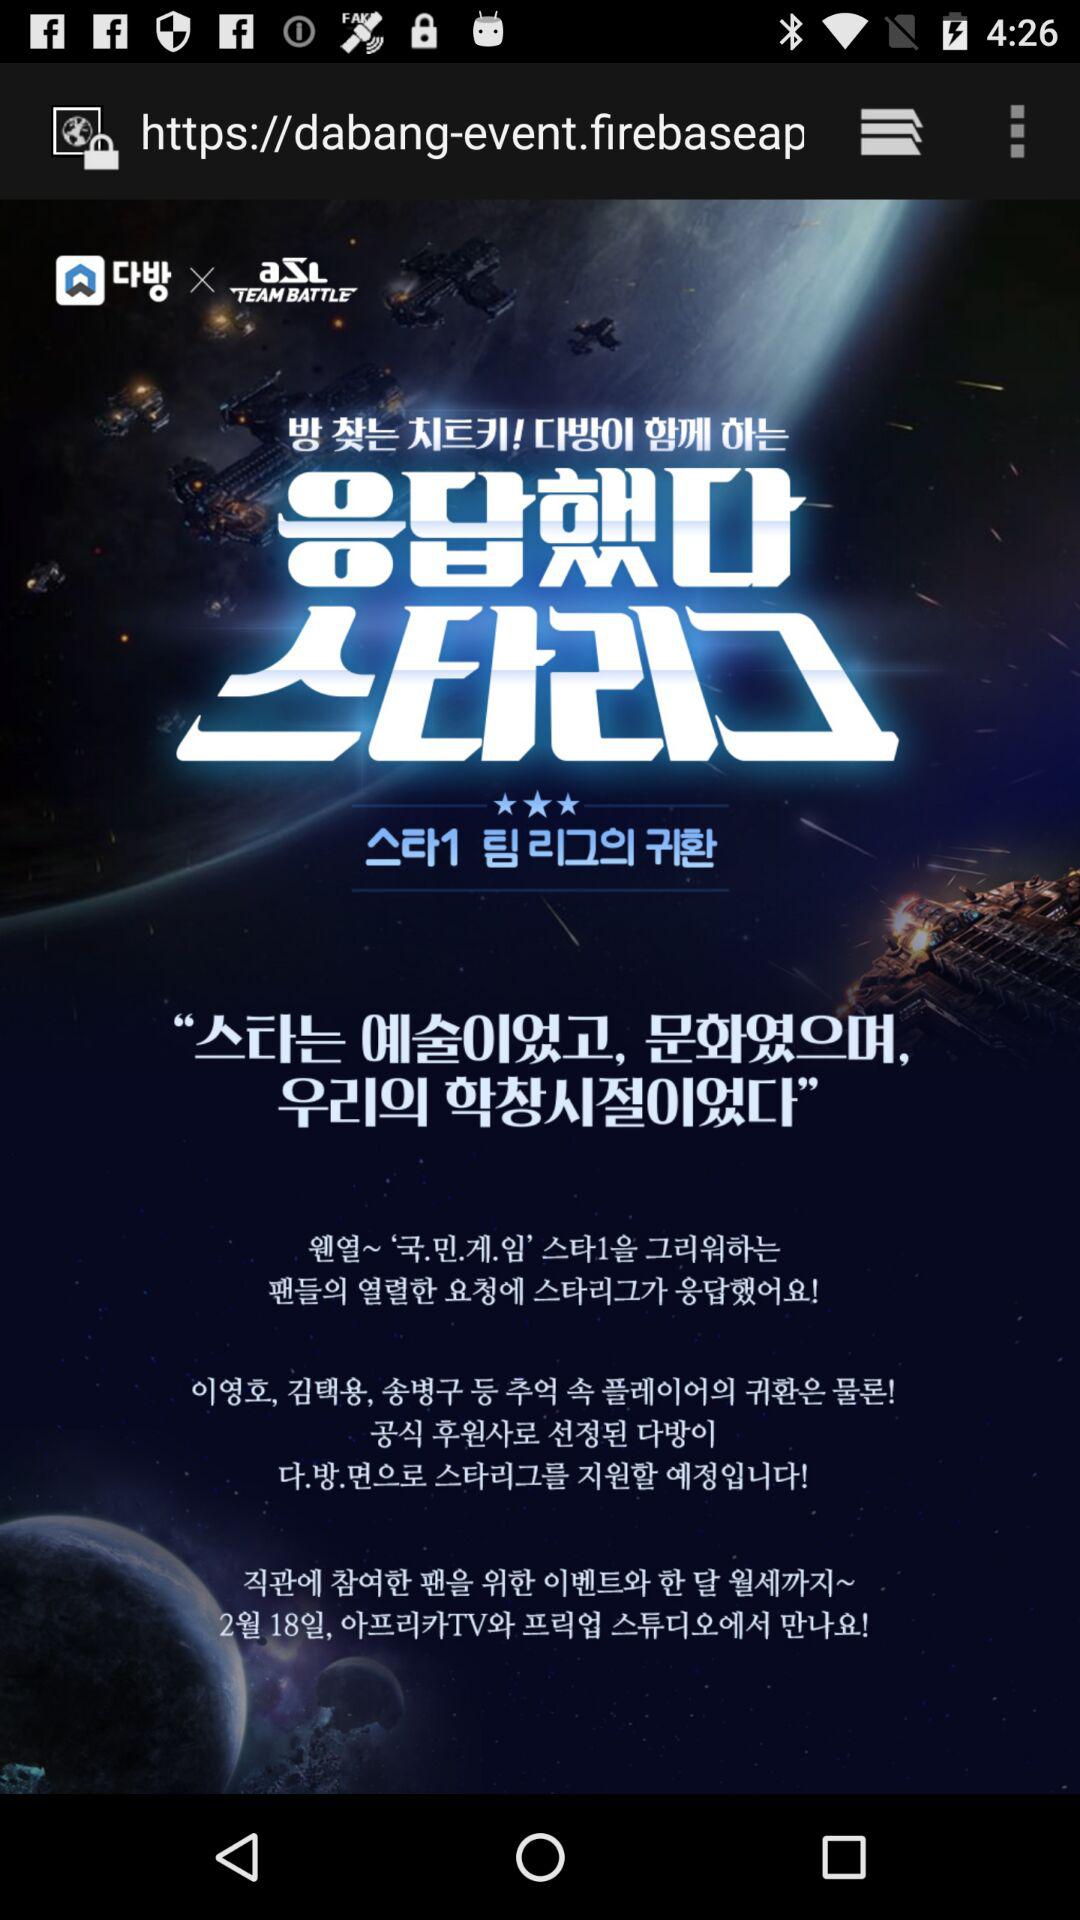 FAKE
4:26
https://dabang-event.firebaseap
다방 × aSL TEAM BATTLE
방 찾는 치트키! 다방이 함께 하는
응답했다
스타리그
스타1 팀 리그의 귀환
“스타는 예술이었고, 문화였으며,
우리의 학창시절이었다”
웬열~ ‘국.민.게.임’ 스타1을 그리워하는
팬들의 열렬한 요청에 스타리그가 응답했어요!
이영호, 김택용, 송병구 등 추억 속 플레이어의 귀환은 물론!
공식 후원사로 선정된 다방이
다.방.면으로 스타리그를 지원할 예정입니다!
직관에 참여한 팬을 위한 이벤트와 한 달 월세까지~
2월 18일, 아프리카TV와 프릭업 스튜디오에서 만나요!